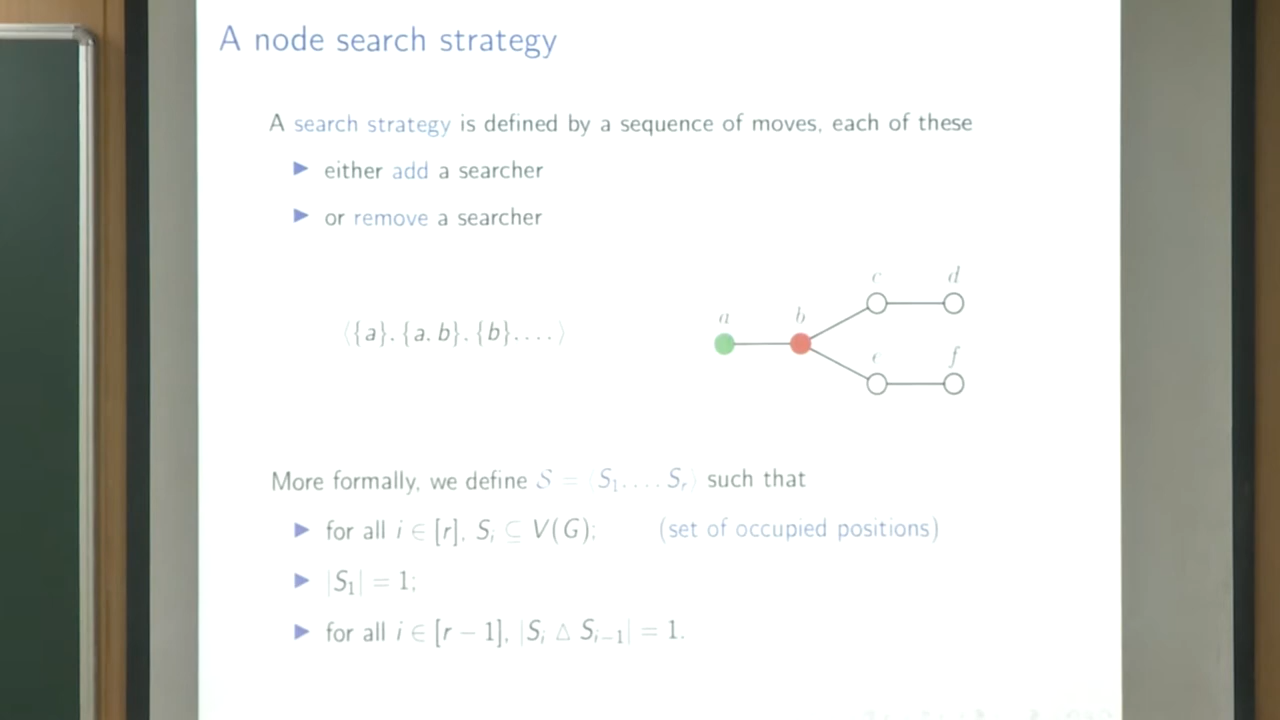 A node search strategy
A search strategy is defined by a sequence of moves, each of these
▶ either add a searcher
▶ or remove a searcher
⟨{a}, {a, b}, {b}, . . . ⟩
a b c d
e f
More formally, we define S = ⟨S₁, . . . , Sᵣ⟩ such that
▶ for all i ∈ [r], Sᵢ ⊆ V(G); (set of occupied positions)
▶ |S₁| = 1;
▶ for all i ∈ [r − 1], |Sᵢ △ Sᵢ₋₁| = 1.